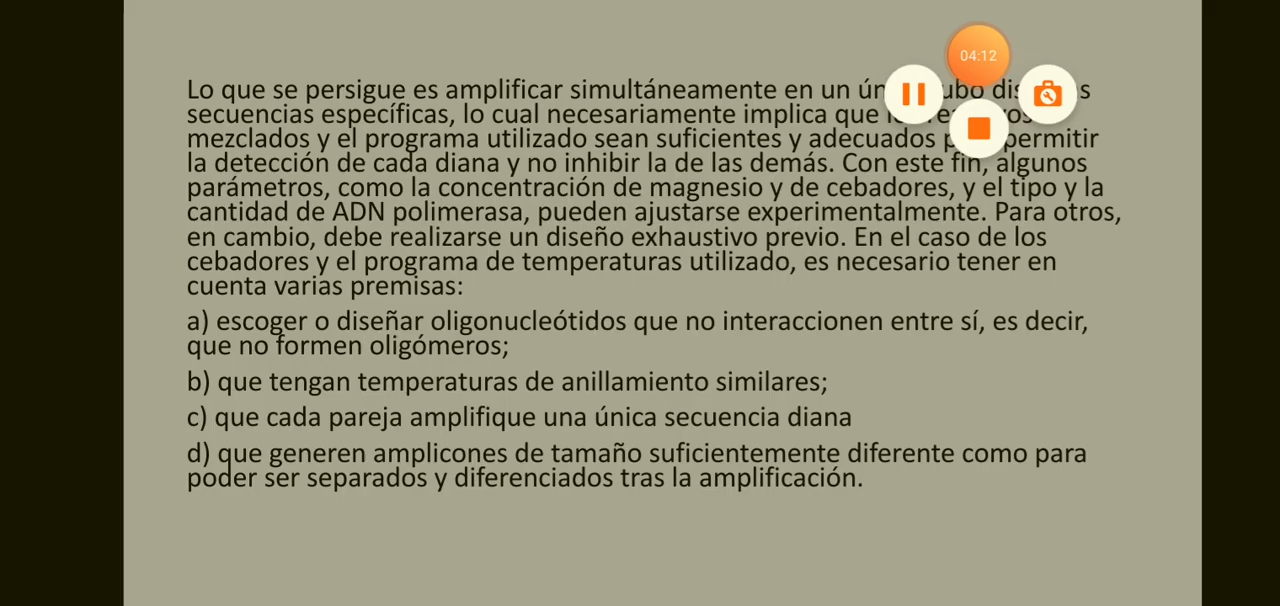 04:12
Lo que se persigue es amplificar simultáneamente en un s
secuencias específicas, lo cual necesariamente implica que
mezclados y el programa utilizado sean suficientes y adecuados permitir
la detección de cada diana y no inhibir la de las demás. Con este fin, algunos
parámetros, como la concentración de magnesio y de cebadores, y el tipo y la
cantidad de ADN polimerasa, pueden ajustarse experimentalmente. Para otros,
en cambio, debe realizarse un diseño exhaustivo previo. En el caso de los
cebadores y el programa de temperaturas utilizado, es necesario tener en
cuenta varias premisas:
a) escoger o diseñar oligonucleótidos que no interaccionen entre sí, es decir,
que no formen oligómeros;
b) que tengan temperaturas de anillamiento similares;
c) que cada pareja amplifique una única secuencia diana
d) que generen amplicones de tamaño suficientemente diferente como para
poder ser separados y diferenciados tras la amplificación.